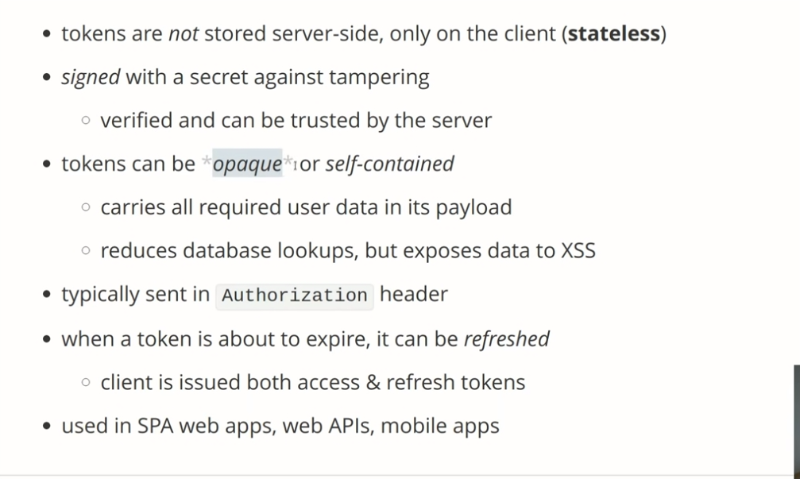 tokens are not stored server-side, only on the client (stateless)
signed with a secret against tampering
verified and can be trusted by the server
tokens can be *opaque* or self-contained
carries all required user data in its payload
reduces database lookups, but exposes data to XSS
typically sent in Authorization header
when a token is about to expire, it can be refreshed
client is issued both access & refresh tokens
used in SPA web apps, web APIs, mobile apps